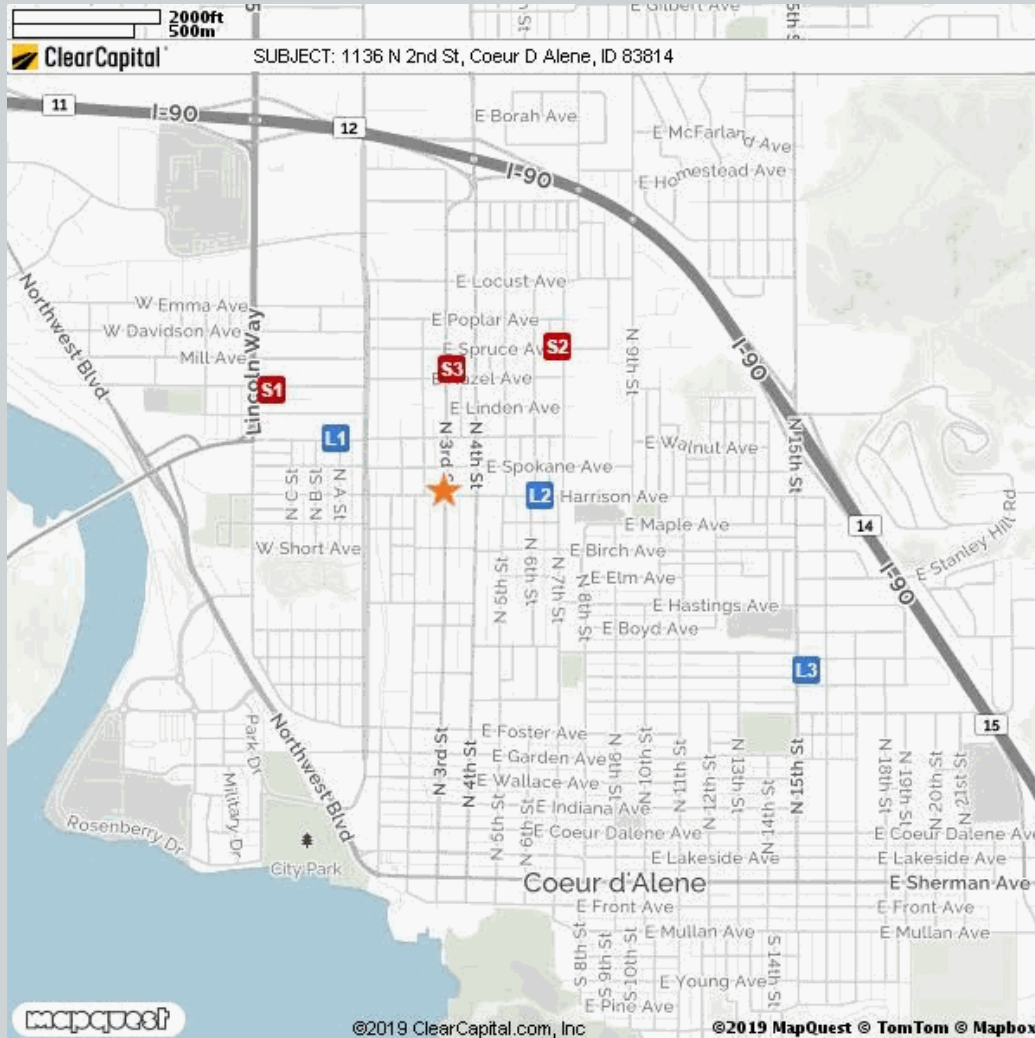 2000ft
500m
E Gilbert Ave
ClearCapital
SUBJECT: 1136 N 2nd St, Coeur D Alene, ID 83814
11
I-90
12
E Borah Ave
E McFarland Ave
E Homestead Ave
I-90
E Locust Ave
W Emma Ave
E Poplar Ave
W Davidson Ave
E Spruce Ave
S2
Mill Ave
S3
E Hazel Ave
S1
Northwest Blvd
Lincoln Way
N 9th St
I-90
E Linden Ave
L1
N 3rd St
N 4th St
E Walnut Ave
N 15th St
E Spokane Ave
N C St
N B St
N A St
L2
Harrison Ave
E Maple Ave
14
W Short Ave
E Birch Ave
E Stanley Hill Rd
N 5th St
N 6th St
N 7th St
N 8th St
E Elm Ave
I-90
E Hastings Ave
E Boyd Ave
L3
15
Park Dr
Northwest Blvd
N 3rd St
N 4th St
E Foster Ave
E Garden Ave
E Wallace Ave
E Indiana Ave
E Coeur Dalene Ave
N 9th St
N 10th St
N 11th St
N 12th St
N 13th St
N 14th St
N 15th St
N 18th St
N 19th St
N 20th St
N 21st St
Military Dr
N 6th St
Rosenberry Dr
E Coeur Dalene Ave
City Park
E Lakeside Ave
E Lakeside Ave
Coeur d'Alene
E Sherman Ave
E Front Ave
E Front Ave
E Mullan Ave
E Mullan Ave
S 8th St
S 9th St
S 10th St
S 14th St
E Young Ave
E Pine Ave
mapquest
©2019 ClearCapital.com, Inc
©2019 MapQuest © TomTom © Mapbox